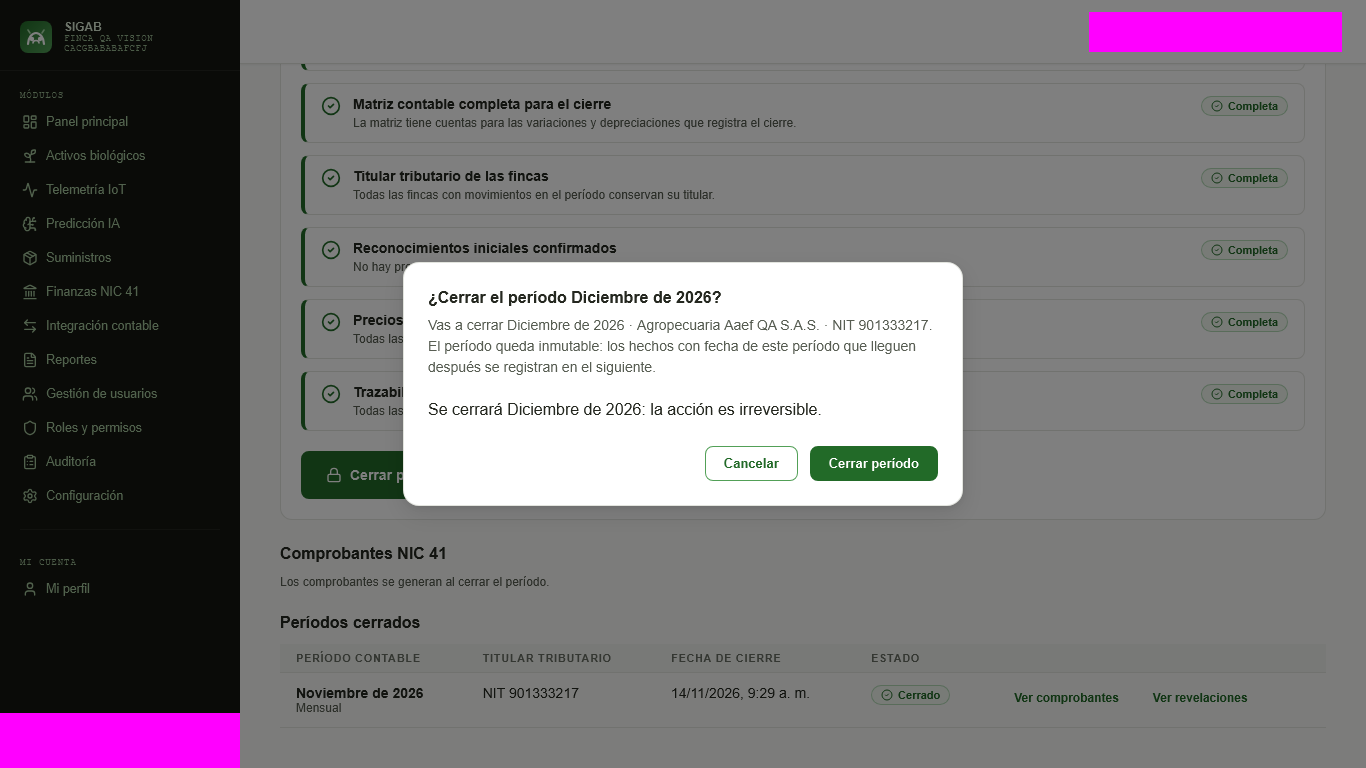 SIGAB
FINCA QA VISION
CACGBABABAFCFJ
MÓDULOS
Panel principal
Activos biológicos
Telemetría IoT
Predicción IA
Suministros
Finanzas NIC 41
Integración contable
Reportes
Gestión de usuarios
Roles y permisos
Auditoría
Configuración
MI CUENTA
Mi perfil
Matriz contable completa para el cierre
La matriz tiene cuentas para las variaciones y depreciaciones que registra el cierre.
Completa
Titular tributario de las fincas
Todas las fincas con movimientos en el período conservan su titular.
Completa
Reconocimientos iniciales confirmados
No hay
Completa
Precios
Todas las
Completa
Todas las
Completa
Cerrar
¿Cerrar el período Diciembre de 2026?
Vas a cerrar Diciembre de 2026 · Agropecuaria Aaef QA S.A.S. · NIT 901333217.
El período queda inmutable: los hechos con fecha de este período que lleguen
después se registran en el siguiente.
Se cerrará Diciembre de 2026: la acción es irreversible.
Cancelar
Cerrar período
Comprobantes NIC 41
Los comprobantes se generan al cerrar el período.
Períodos cerrados
PERÍODO CONTABLE TITULAR TRIBUTARIO FECHA DE CIERRE ESTADO
Noviembre de 2026 NIT 901333217 14/11/2026, 9:29 a. m. Cerrado Ver comprobantes Ver revelaciones
Mensual